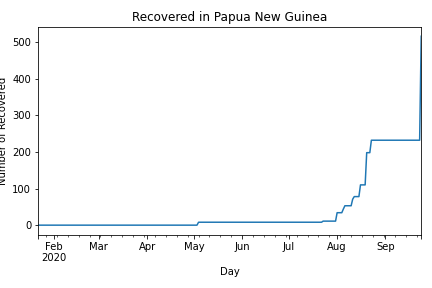 Recovered in Papua New Guinea
Number of Recovered
500
400
300
200
100
0
Feb Mar Apr May Jun Jul Aug Sep
2020
Day